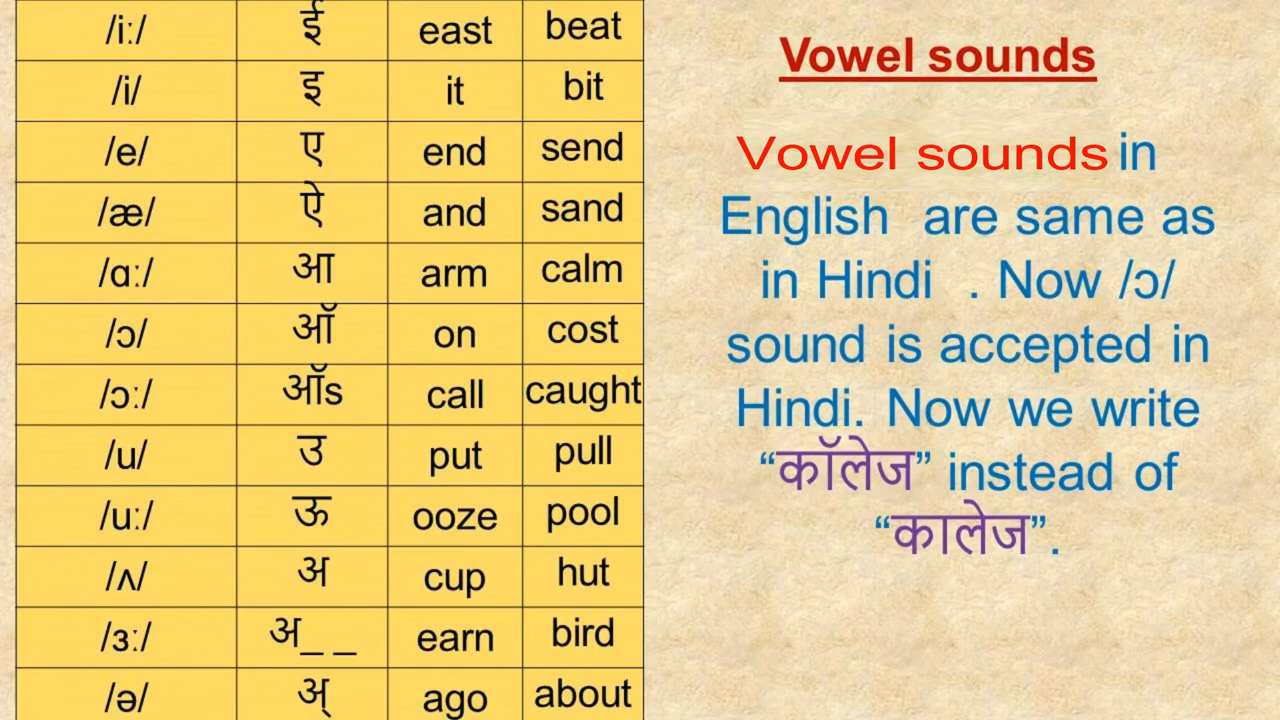 /iː/ ई east beat
/i/ इ it bit
/e/ ए end send
/æ/ ऐ and sand
/ɑː/ आ arm calm
/ɔ/ ऑ on cost
/ɔː/ ऑs call caught
/u/ उ put pull
/uː/ ऊ ooze pool
/ʌ/ अ cup hut
/ɜː/ अ_ _ earn bird
/ə/ अ् ago about
Vowel sounds
Vowel sounds in
English are same as
in Hindi . Now /ɔ/
sound is accepted in
Hindi. Now we write
“कॉलेज” instead of
“कालेज”.